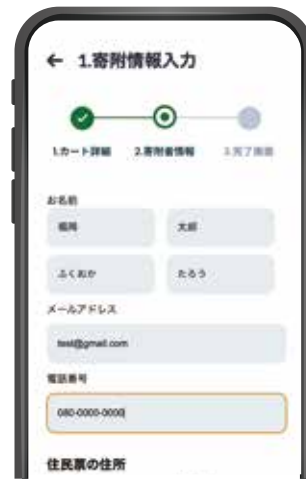 ← 1.寄附情報入力
1.カート詳細 2.寄附者情報 3.完了画面
お名前
福岡 太郎
ふくおか たろう
メールアドレス
test@gmail.com
電話番号
080-0000-0000
住民票の住所